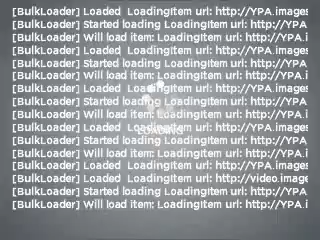 [BulkLoader] Loaded  LoadingItem url: http://YPA.images
[BulkLoader] Started loading LoadingItem url: http://YPA
[BulkLoader] Will load item: LoadingItem url: http://YPA.i
[BulkLoader] Loaded  LoadingItem url: http://YPA.images
[BulkLoader] Started loading LoadingItem url: http://YPA
[BulkLoader] Will load item: LoadingItem url: http://YPA.i
[BulkLoader] Loaded  LoadingItem url: http://YPA.images
[BulkLoader] Started loading LoadingItem url: http://YPA
[BulkLoader] Will load item: LoadingItem url: http://YPA.i
[BulkLoader] Loaded  LoadingItem url: http://YPA.images
LOADING
[BulkLoader] Started loading LoadingItem url: http://YPA
[BulkLoader] Will load item: LoadingItem url: http://YPA.i
[BulkLoader] Loaded  LoadingItem url: http://YPA.images
[BulkLoader] Loaded  LoadingItem url: http://video.image
[BulkLoader] Started loading LoadingItem url: http://YPA
[BulkLoader] Will load item: LoadingItem url: http://YPA.i